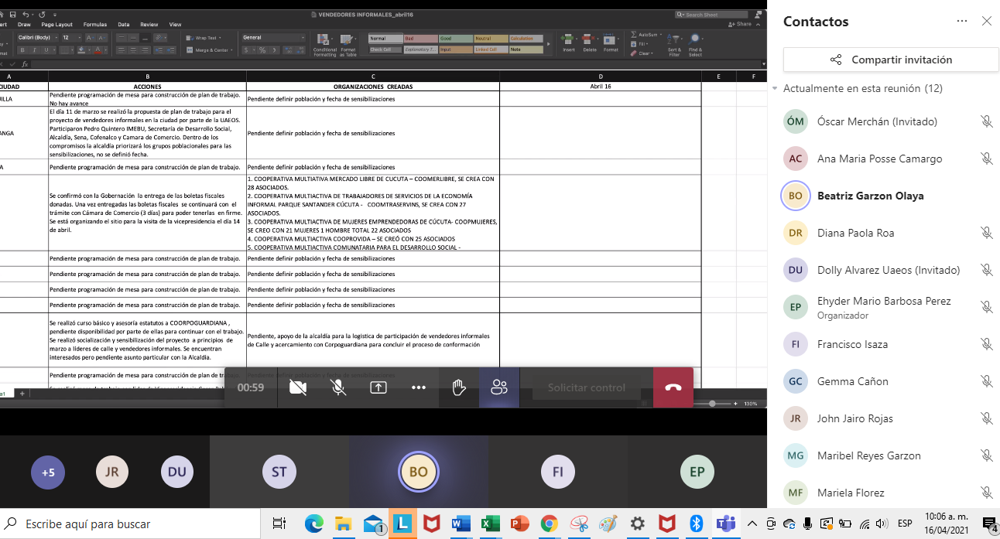 VENDEDORES INFORMALES_abril16
Search Sheet
Draw Page Layout Formulas Data Review View
Share
Calibri (Body) 12
Wrap Text
General
Merge & Center
Conditional Formatting
Format as Table
Normal Bad Good Neutral Calculation
Check Cell Explanatory T... Input Linked Cell Note
Insert Delete Format
AutoSum
Fill
Clear
Sort & Filter
Find & Select
fx
A B C D E F
ACCIONES ORGANIZACIONES CREADAS Abril 16
Pendiente programación de mesa para construcción de plan de trabajo.
No hay avance
Pendiente definir población y fecha de sensibilizaciones
El día 11 de marzo se realizó la propuesta de plan de trabajo para el
proyecto de vendedores informales en la ciudad por parte de la UAEOS.
Participaron Pedro Quintero IMEBU, Secretaría de Desarrollo Social,
Alcaldía, Sena, Cofenalco y Camara de Comercio. Dentro de los
compromisos la alcaldía priorizará los grupos poblacionales para las
sensibilizaciones, no se definió fecha.
Pendiente definir población y fecha de sensibilizaciones
Pendiente programación de mesa para construcción de plan de trabajo. Pendiente definir población y fecha de sensibilizaciones
Se confirmó con la Gobernación la entrega de las boletas fiscales
donadas. Una vez entregadas las boletas fiscales se continuará con el
trámite con Cámara de Comercio (3 días) para poder tenerlas en firme.
Se está organizando el sitio para la visita de la vicepresidencia el día 14
de abril.
1. COOPERATIVA MULTIATIVA MERCADO LIBRE DE CUCUTA – COOMERLIBRE, SE CREA CON
28 ASOCIADOS.
2. COOPERATIVA MULTIACTIVA DE TRABAJADORES DE SERVICIOS DE LA ECONOMÍA
INFORMAL PARQUE SANTANDER CÚCUTA - COOMTRASERVINS, SE CREA CON 27
ASOCIADOS.
3. COOPERATIVA MULTIACTIVA DE MUJERES EMPRENDEDORAS DE CÚCUTA- COOPMUJERES,
SE CREO CON 21 MUJERES 1 HOMBRE TOTAL 22 ASOCIADOS
4. COOPERATIVA MULTIACTIVA COOPROVIDA – SE CREÓ CON 25 ASOCIADOS
5. COOPERATIVA MULTIACTIVA COMUNATARIA PARA EL DESARROLLO SOCIAL -
Pendiente programación de mesa para construcción de plan de trabajo. Pendiente definir población y fecha de sensibilizaciones
Pendiente programación de mesa para construcción de plan de trabajo. Pendiente definir población y fecha de sensibilizaciones
Pendiente programación de mesa para construcción de plan de trabajo. Pendiente definir población y fecha de sensibilizaciones
Pendiente programación de mesa para construcción de plan de trabajo. Pendiente definir población y fecha de sensibilizaciones
Se realizó curso básico y asesoría estatutos a COORPOGUARDIANA ,
pendiente disponibilidad por parte de ellas para continuar con el trabajo.
Se realizó socialización y sensibilización del proyecto a principios de
marzo a líderes de calle y vendedores informales. Se encuentran
interesados pero pendiente asunto particular con la Alcaldía.
Pendiente, apoyo de la alcaldía para la logistica de participación de vendedores informales
de Calle y acercamiento con Corpoguardiana para concluir el proceso de conformación
Pendiente programación de mesa para construcción de plan de
00:59
Solicitar control
130%
+5 JR DU ST BO FI EP
Contactos
Compartir invitación
Actualmente en esta reunión (12)
ÓM Óscar Merchán (Invitado)
AC Ana Maria Posse Camargo
BO Beatriz Garzon Olaya
DR Diana Paola Roa
DU Dolly Alvarez Uaeos (Invitado)
EP Ehyder Mario Barbosa Perez
Organizador
FI Francisco Isaza
GC Gemma Cañon
JR John Jairo Rojas
MG Maribel Reyes Garzon
MF Mariela Florez
Escribe aquí para buscar
1
ESP
10:06 a. m.
16/04/2021
4